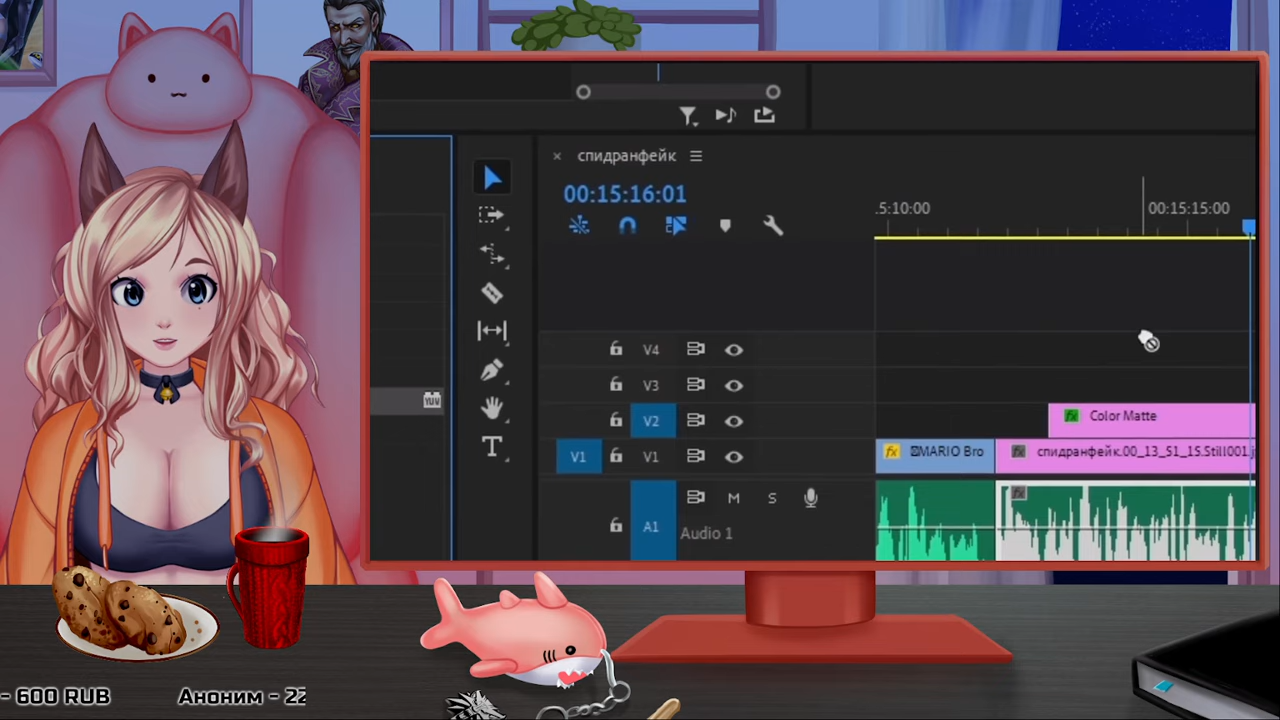 спидранфейк
00:15:16:01
.5:10:00
00:15:15:00
V4
V3
V2
Color Matte
V1
V1
MARIO Bro
спидранфейк.00_13_51_15.Still001.j
YUV
T
M
S
A1
Audio 1
- 600 RUB
Аноним - 22